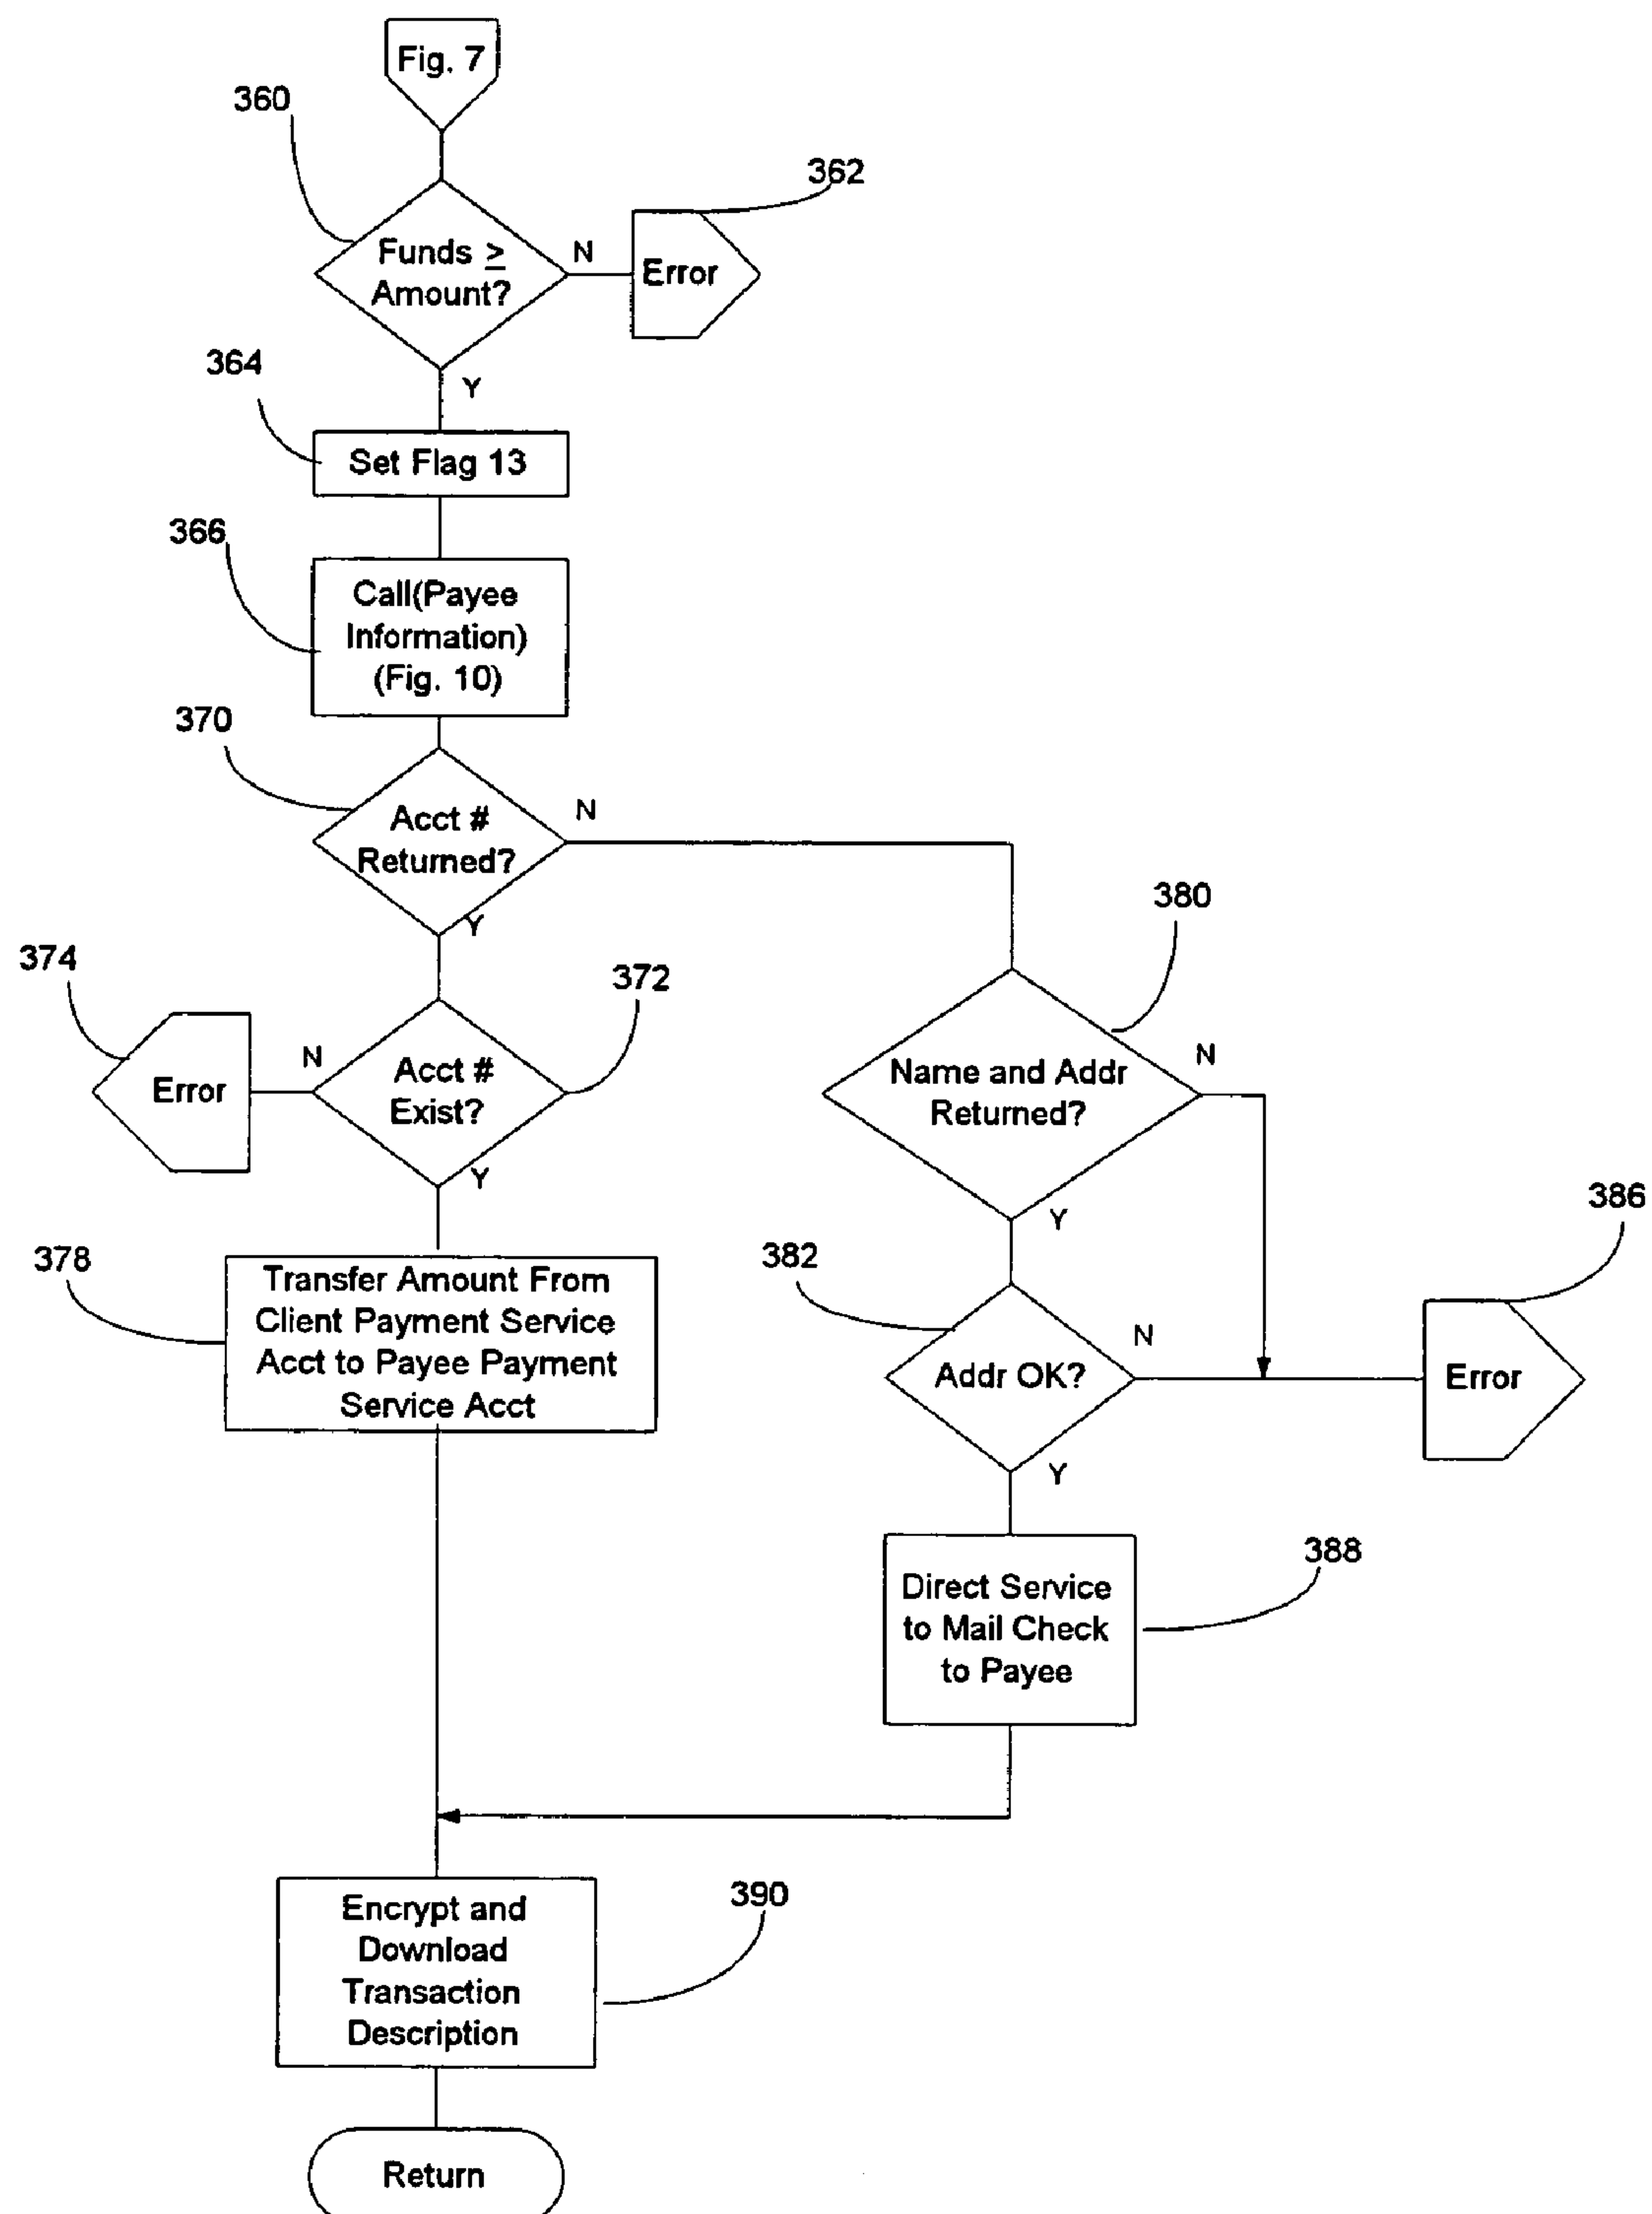 Fig. 7
360
362
Funds ≥
Amount?
N
Error
Y
364
Set Flag 13
366
Call(Payee
Information)
(Fig. 10)
370
Acct #
Returned?
N
Y
380
374
372
Error
N
Acct #
Exist?
Y
Name and Addr
Returned?
N
Y
386
378
Transfer Amount From
Client Payment Service
Acct to Payee Payment
Service Acct
382
Addr OK?
N
Error
Y
388
Direct Service
to Mail Check
to Payee
390
Encrypt and
Download
Transaction
Description
Return